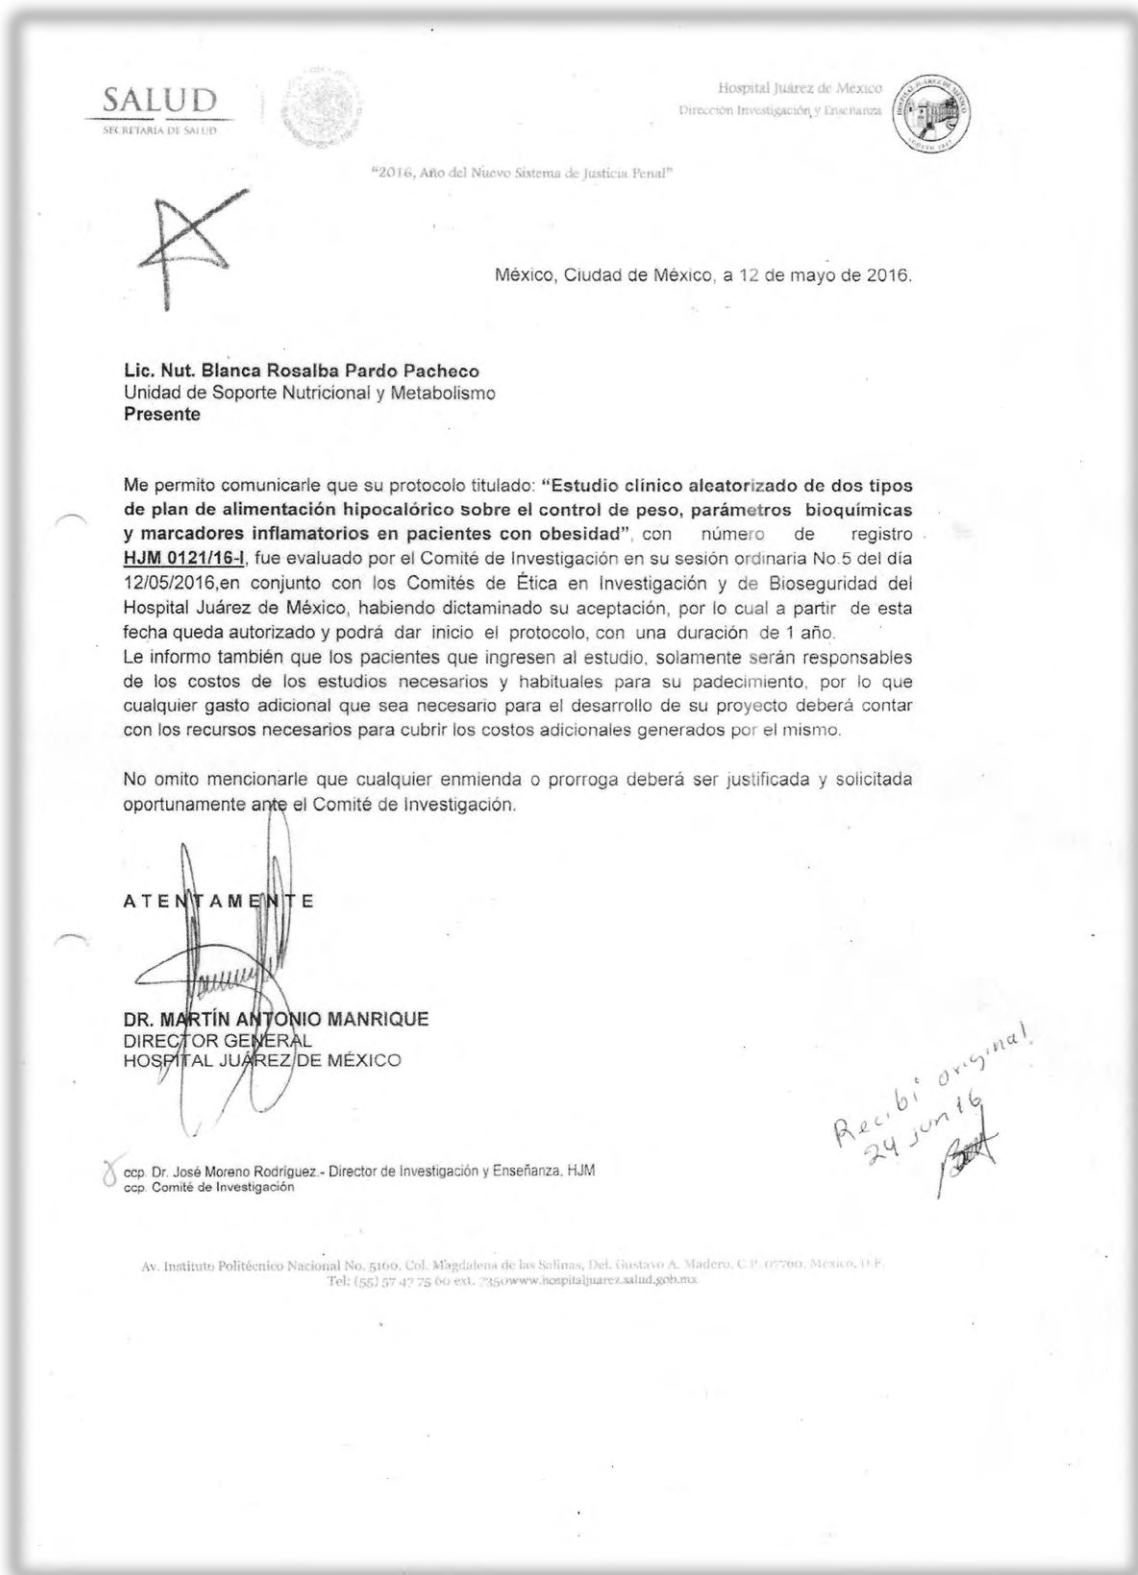 SALUD
SECRETARÍA DE SALUD
Hospital Juárez de México
Dirección Investigación y Enseñanza
HOSPITAL JUÁREZ DE MÉXICO
AGOSTO 1847
"2016, Año del Nuevo Sistema de Justicia Penal"
México, Ciudad de México, a 12 de mayo de 2016.
Lic. Nut. Blanca Rosalba Pardo Pacheco
Unidad de Soporte Nutricional y Metabolismo
Presente
Me permito comunicarle que su protocolo titulado: “Estudio clínico aleatorizado de dos tipos
de plan de alimentación hipocalórico sobre el control de peso, parámetros bioquímicas
y marcadores inflamatorios en pacientes con obesidad”, con número de registro
HJM 0121/16-I, fue evaluado por el Comité de Investigación en su sesión ordinaria No.5 del día
12/05/2016,en conjunto con los Comités de Ética en Investigación y de Bioseguridad del
Hospital Juárez de México, habiendo dictaminado su aceptación, por lo cual a partir de esta
fecha queda autorizado y podrá dar inicio el protocolo, con una duración de 1 año.
Le informo también que los pacientes que ingresen al estudio, solamente serán responsables
de los costos de los estudios necesarios y habituales para su padecimiento, por lo que
cualquier gasto adicional que sea necesario para el desarrollo de su proyecto deberá contar
con los recursos necesarios para cubrir los costos adicionales generados por el mismo.
No omito mencionarle que cualquier enmienda o prorroga deberá ser justificada y solicitada
oportunamente ante el Comité de Investigación.
A T E N T A M E N T E
DR. MARTÍN ANTONIO MANRIQUE
DIRECTOR GENERAL
HOSPITAL JUÁREZ DE MÉXICO
Recibí original
24 jun 16
ccp. Dr. José Moreno Rodríguez.- Director de Investigación y Enseñanza, HJM
ccp. Comité de Investigación
Av. Instituto Politécnico Nacional No. 5160, Col. Magdalena de las Salinas, Del. Gustavo A. Madero, C.P. 07760, México, D.F.
Tel: (55) 57 47 75 60 ext. 7350www.hospitaljuarez.salud.gob.mx